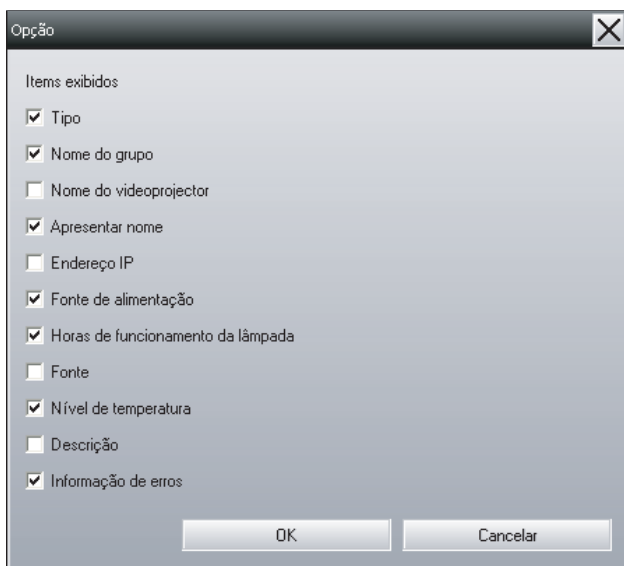 Opção
Items exibidos
Tipo
Nome do grupo
Nome do videoprojector
Apresentar nome
Endereço IP
Fonte de alimentação
Horas de funcionamento da lâmpada
Fonte
Nível de temperatura
Descrição
Informação de erros
OK Cancelar